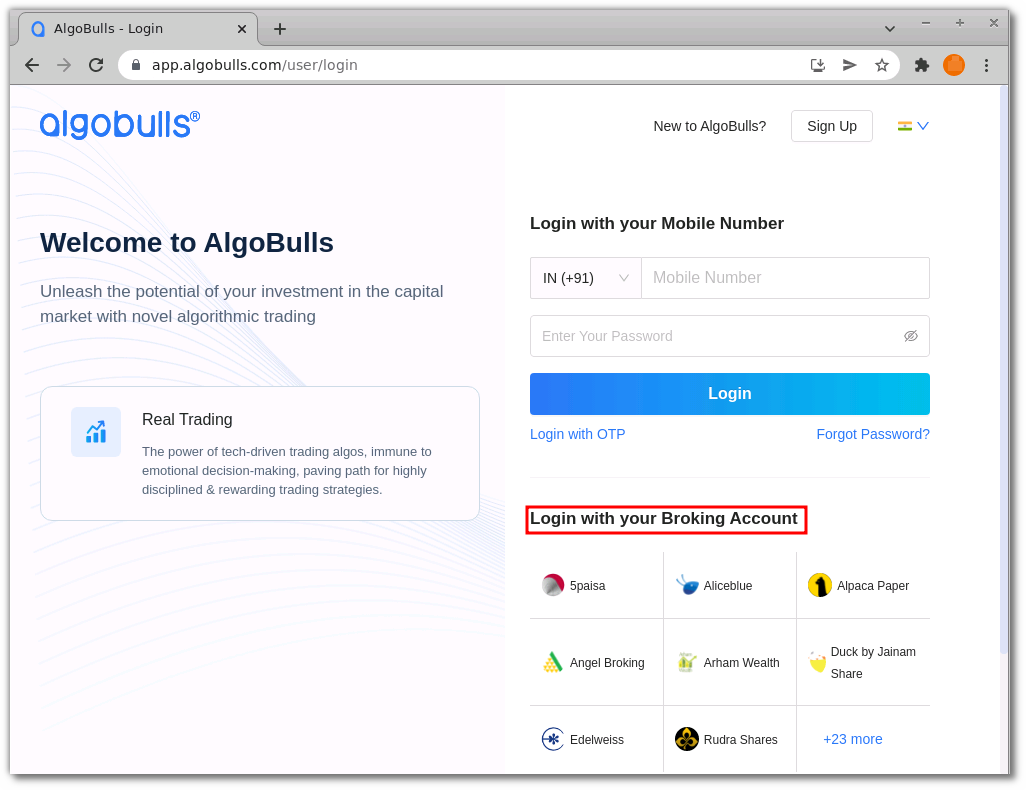 AlgoBulls - Login
app.algobulls.com/user/login
algobulls®
New to AlgoBulls?
Sign Up
Welcome to AlgoBulls
Unleash the potential of your investment in the capital
market with novel algorithmic trading
Real Trading
The power of tech-driven trading algos, immune to
emotional decision-making, paving path for highly
disciplined & rewarding trading strategies.
Login with your Mobile Number
IN (+91)
Mobile Number
Enter Your Password
Login
Login with OTP
Forgot Password?
Login with your Broking Account
5paisa
Aliceblue
Alpaca Paper
Angel Broking
Arham Wealth
Duck by Jainam
Share
Edelweiss
Rudra Shares
+23 more